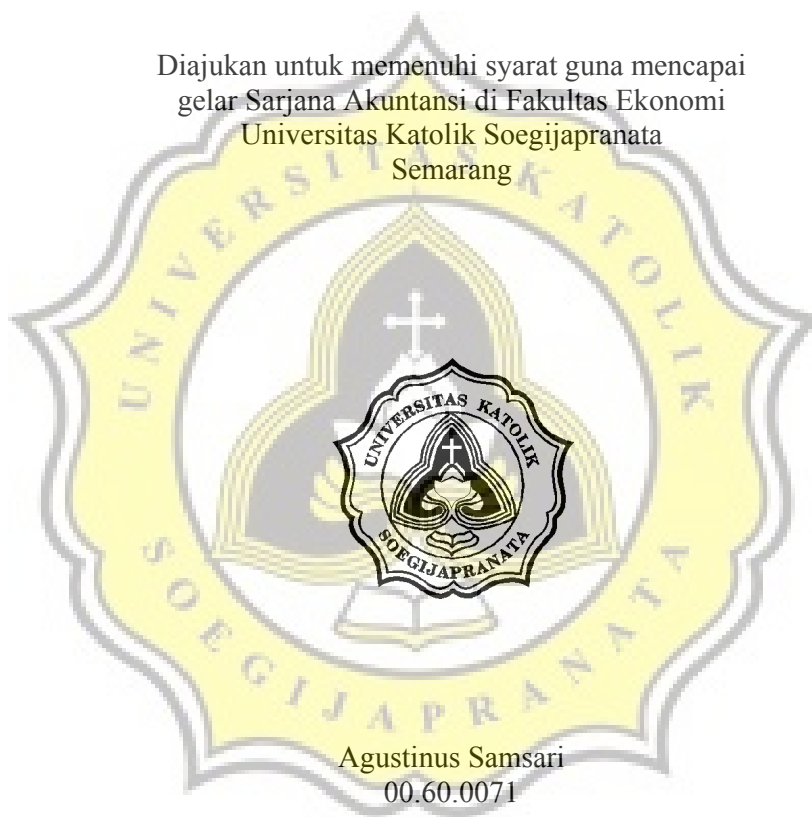 Diajukan untuk memenuhi syarat guna mencapai
gelar Sarjana Akuntansi di Fakultas Ekonomi
Universitas Katolik Soegijapranata
Semarang
UNIVERSITAS KATOLIK
SOEGIJAPRANATA
UNIVERSITAS KATOLIK
SOEGIJAPRANATA
Agustinus Samsari
00.60.0071